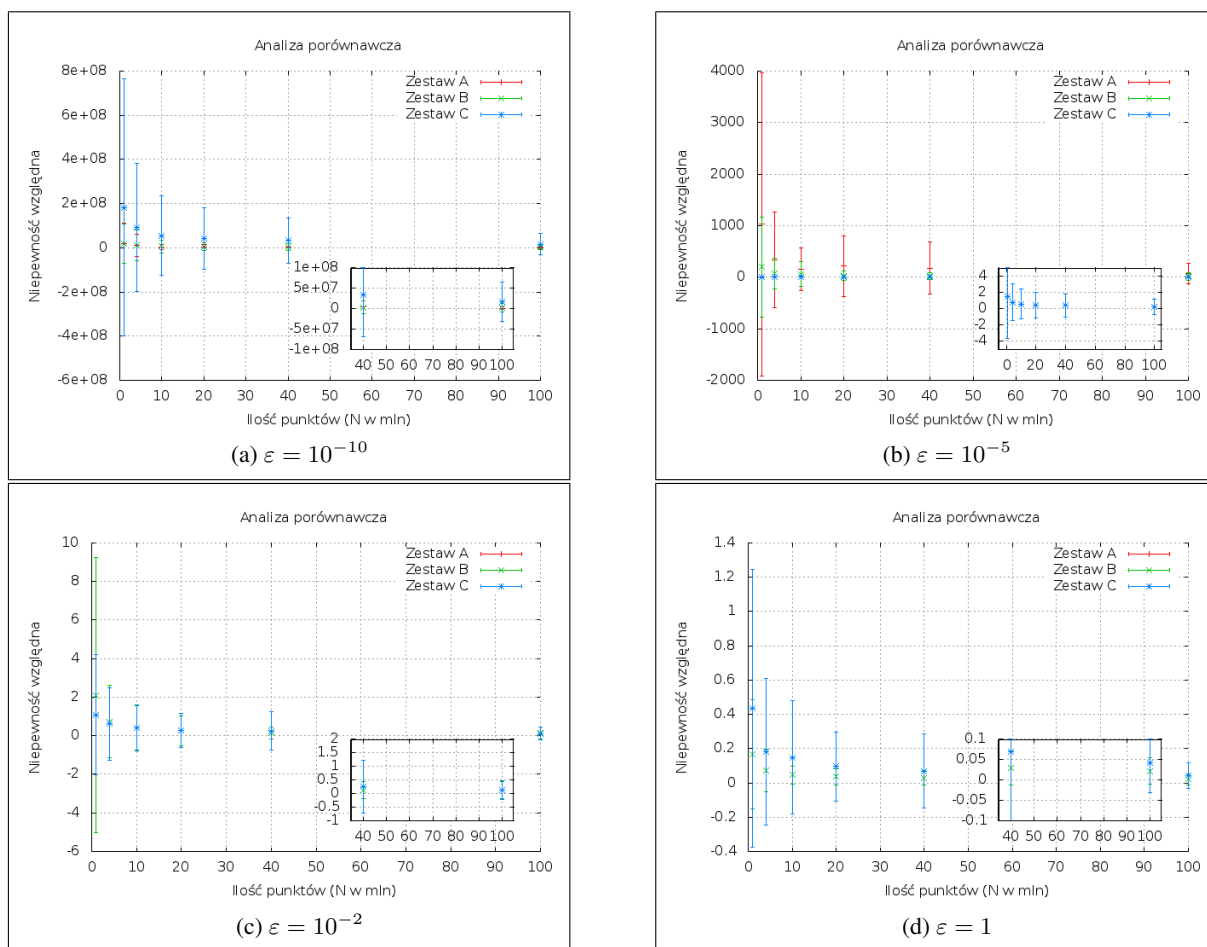 Analiza porównawcza
Niepewność względna
8e+08
6e+08
4e+08
2e+08
0
-2e+08
-4e+08
-6e+08
Zestaw A
Zestaw B
Zestaw C
1e+08
5e+07
0
-5e+07
-1e+08
40 50 60 70 80 90 100
0 10 20 30 40 50 60 70 80 90 100
Ilość punktów (N w mln)
(a) ε = 10⁻¹⁰
Analiza porównawcza
Niepewność względna
4000
3000
2000
1000
0
-1000
-2000
Zestaw A
Zestaw B
Zestaw C
4
2
0
-2
-4
0 20 40 60 80 100
0 10 20 30 40 50 60 70 80 90 100
Ilość punktów (N w mln)
(b) ε = 10⁻⁵
Analiza porównawcza
Niepewność względna
10
8
6
4
2
0
-2
-4
-6
Zestaw A
Zestaw B
Zestaw C
2
1.5
1
0.5
0
-0.5
-1
40 50 60 70 80 90 100
0 10 20 30 40 50 60 70 80 90 100
Ilość punktów (N w mln)
(c) ε = 10⁻²
Analiza porównawcza
Niepewność względna
1.4
1.2
1
0.8
0.6
0.4
0.2
0
-0.2
-0.4
Zestaw A
Zestaw B
Zestaw C
0.1
0.05
0
-0.05
-0.1
40 50 60 70 80 90 100
0 10 20 30 40 50 60 70 80 90 100
Ilość punktów (N w mln)
(d) ε = 1